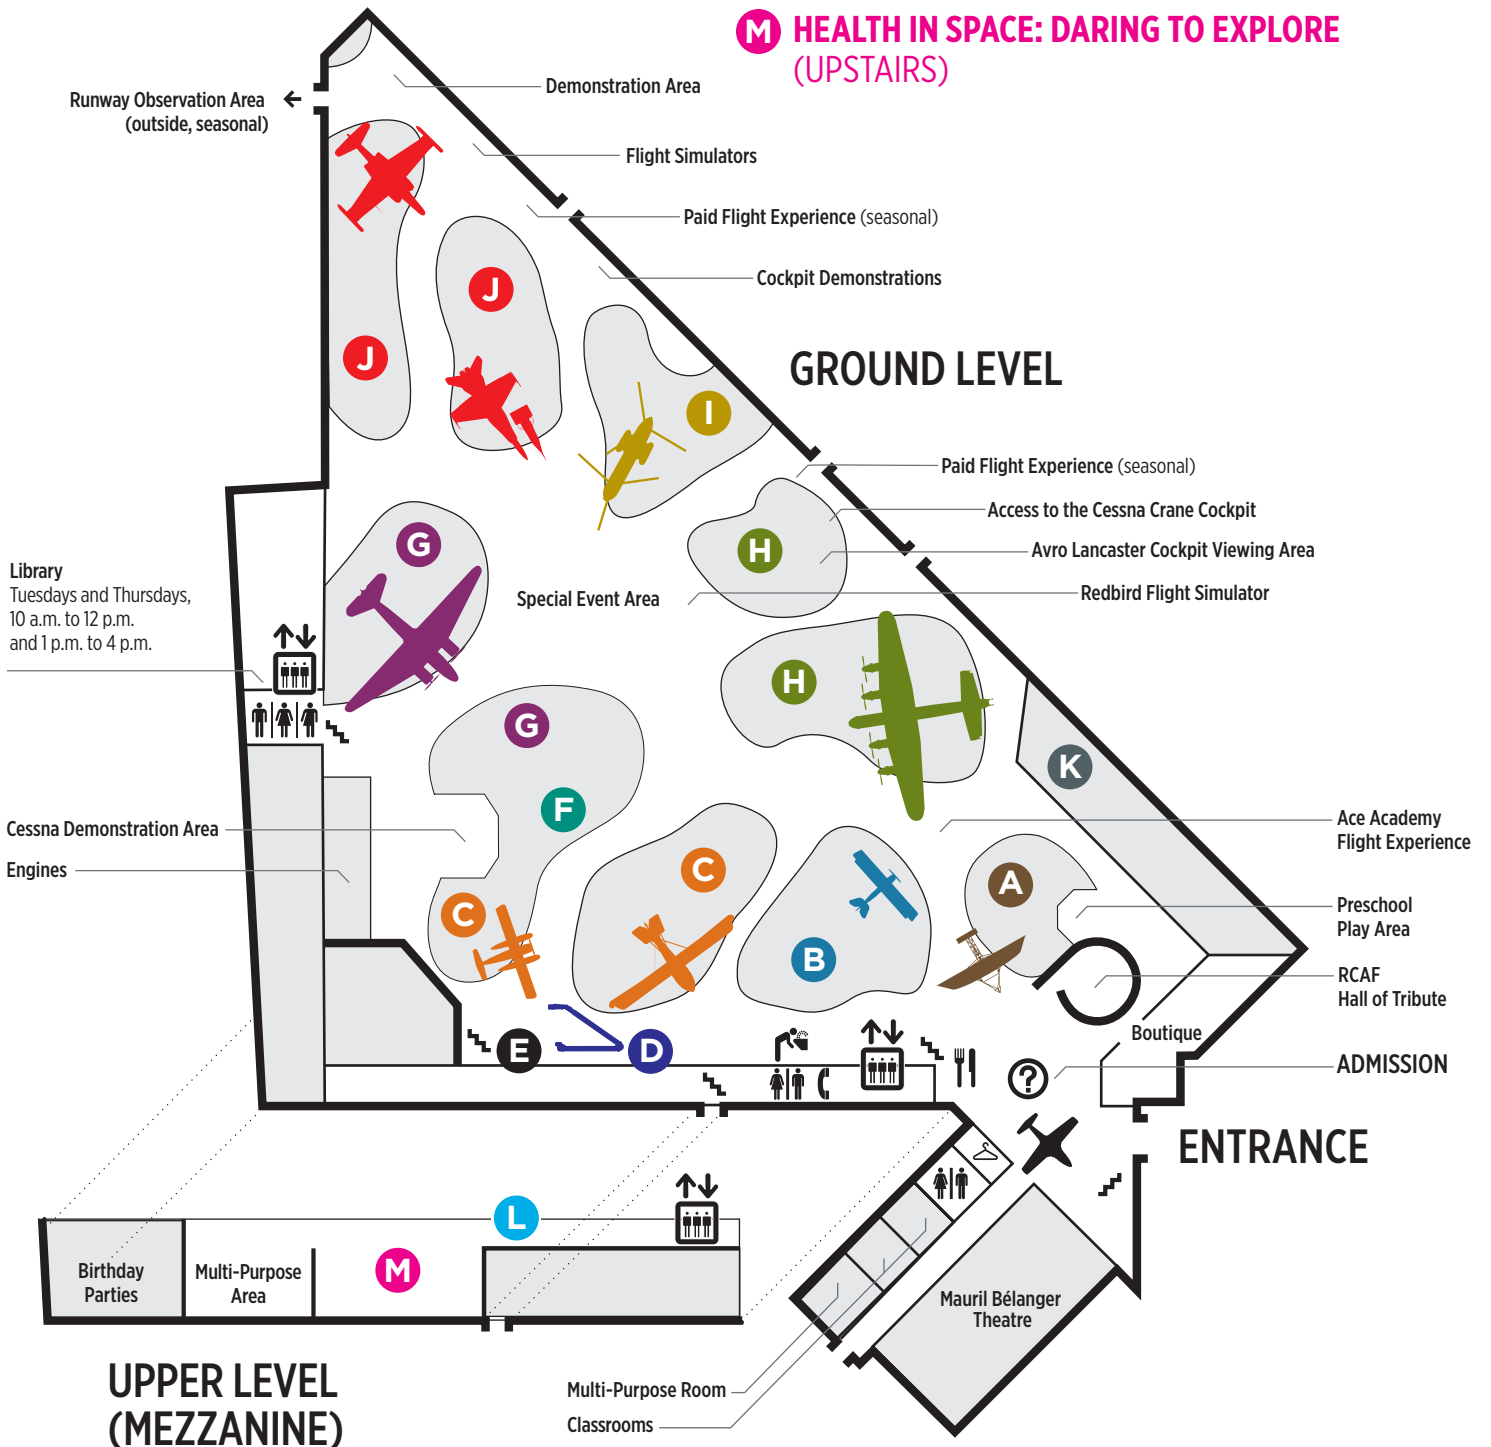 M HEALTH IN SPACE: DARING TO EXPLORE
(UPSTAIRS)
Demonstration Area
Runway Observation Area
(outside, seasonal)
Flight Simulators
Paid Flight Experience (seasonal)
Cockpit Demonstrations
J
J
GROUND LEVEL
I
Paid Flight Experience (seasonal)
Access to the Cessna Crane Cockpit
G
H
Avro Lancaster Cockpit Viewing Area
Library
Tuesdays and Thursdays,
10 a.m. to 12 p.m.
and 1 p.m. to 4 p.m.
Special Event Area
Redbird Flight Simulator
H
G
K
F
Cessna Demonstration Area
Ace Academy
Flight Experience
Engines
C
A
C
Preschool
Play Area
B
RCAF
Hall of Tribute
Boutique
E
D
?
ADMISSION
ENTRANCE
L
M
Birthday
Parties
Multi-Purpose
Area
Mauril Bélanger
Theatre
UPPER LEVEL
(MEZZANINE)
Multi-Purpose Room
Classrooms